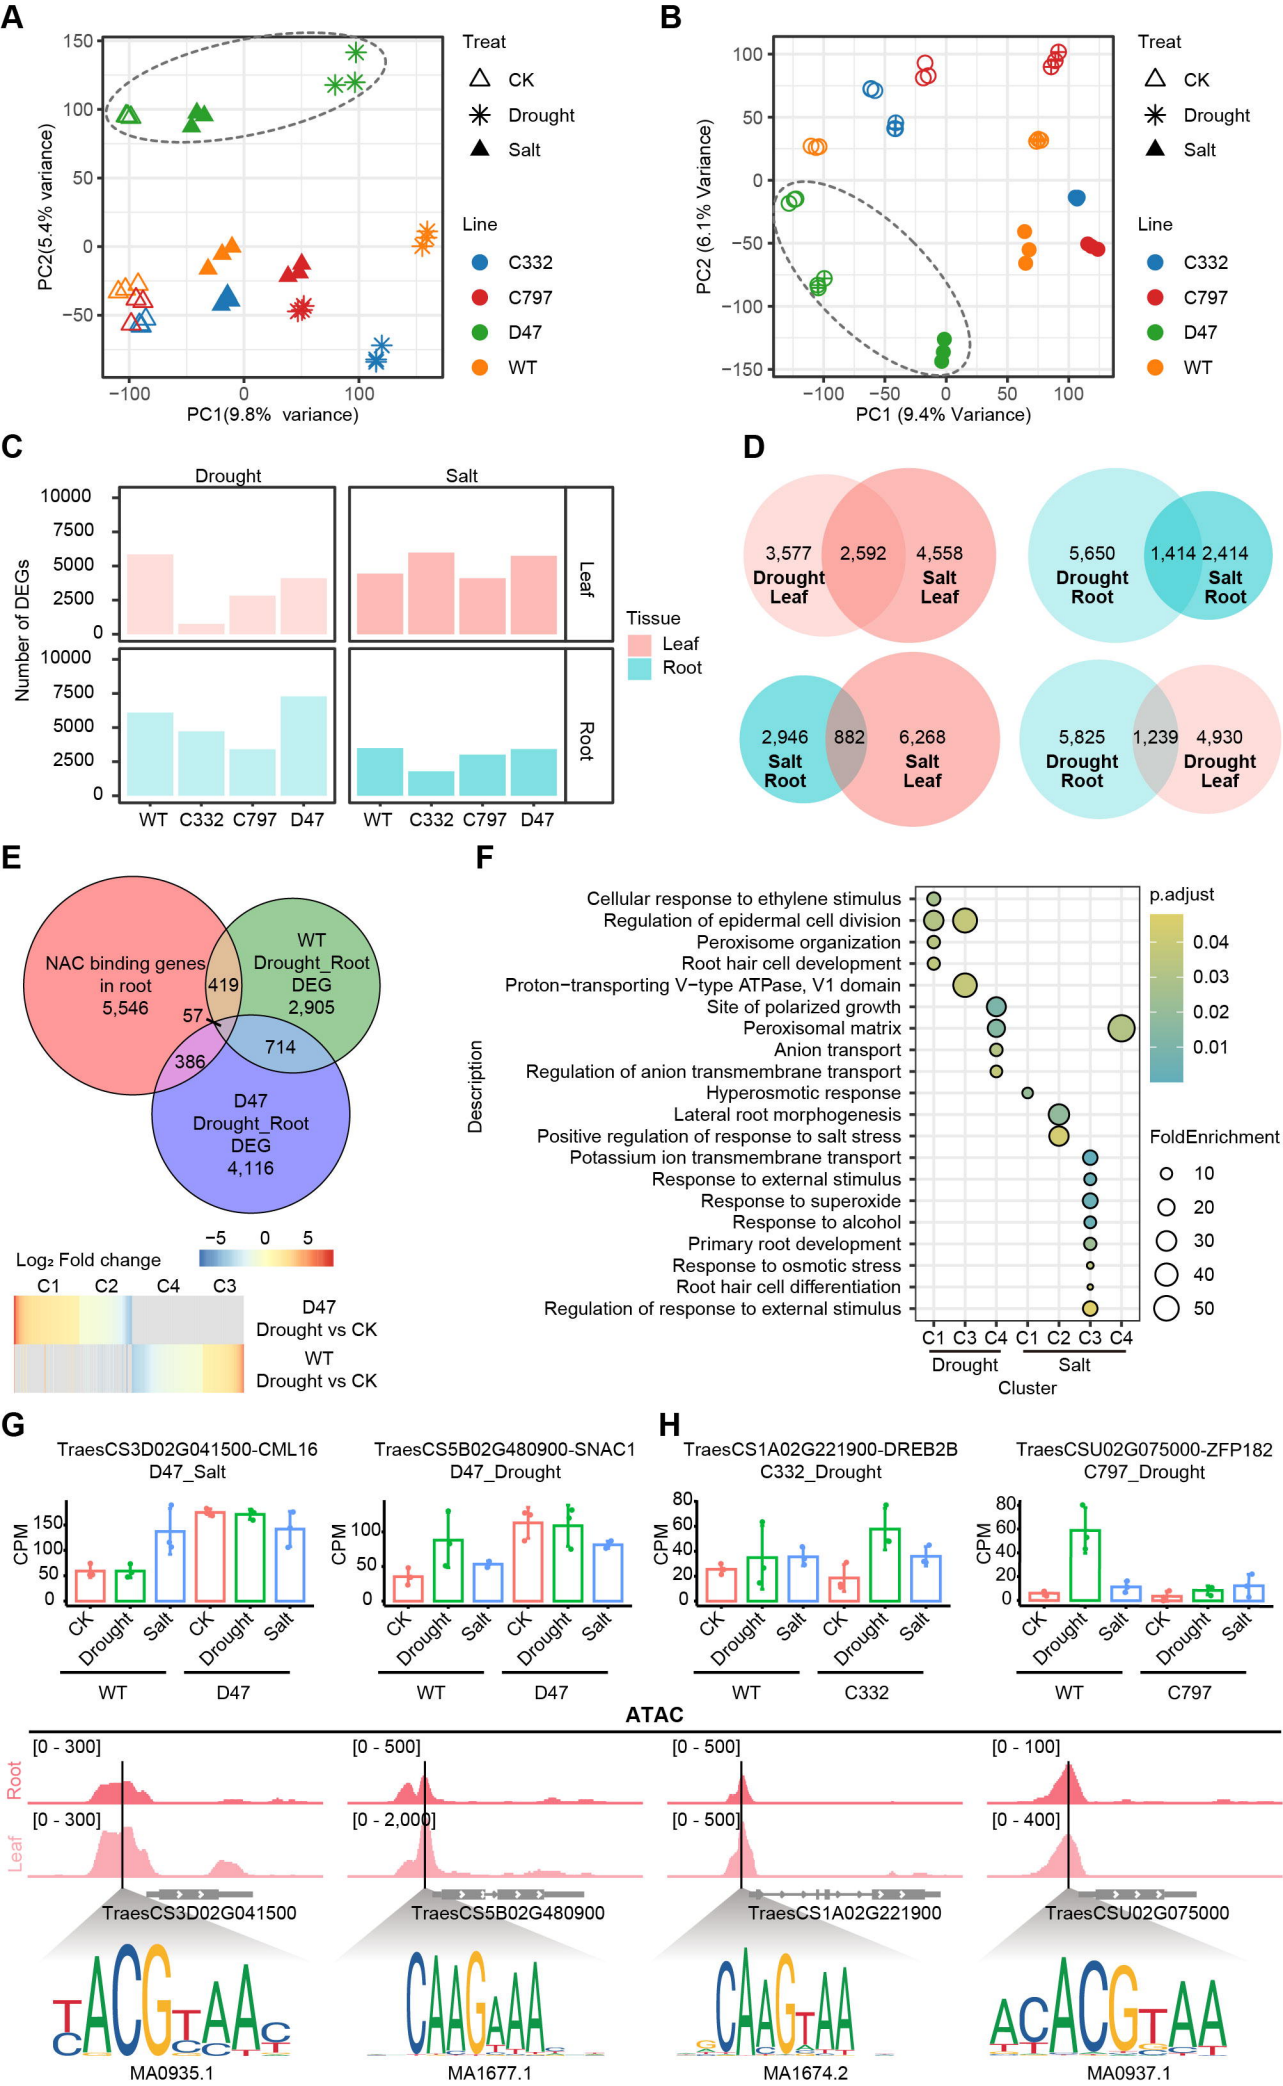 A
B
150
100
50
0
−50
−100
0
100
PC2(5.4% variance)
PC1(9.8% variance)
Treat
CK
Drought
Salt
Line
C332
C797
D47
WT
100
50
0
−50
−100
−150
−100
−50
0
50
100
PC2 (6.1% Variance)
PC1 (9.4% Variance)
Treat
CK
Drought
Salt
Line
C332
C797
D47
WT
C
Drought
Salt
Number of DEGs
10000
7500
5000
2500
0
Leaf
10000
7500
5000
2500
0
Root
WT C332 C797 D47
WT C332 C797 D47
Tissue
Leaf
Root
D
3,577
Drought
Leaf
2,592
4,558
Salt
Leaf
5,650
Drought
Root
1,414
2,414
Salt
Root
2,946
Salt
Root
882
6,268
Salt
Leaf
5,825
Drought
Root
1,239
4,930
Drought
Leaf
E
NAC binding genes
in root
5,546
419
WT
Drought_Root
DEG
2,905
57
386
714
D47
Drought_Root
DEG
4,116
−5 0 5
Log₂ Fold change
C1 C2 C4 C3
D47
Drought vs CK
WT
Drought vs CK
F
Description
Cellular response to ethylene stimulus
Regulation of epidermal cell division
Peroxisome organization
Root hair cell development
Proton−transporting V−type ATPase, V1 domain
Site of polarized growth
Peroxisomal matrix
Anion transport
Regulation of anion transmembrane transport
Hyperosmotic response
Lateral root morphogenesis
Positive regulation of response to salt stress
Potassium ion transmembrane transport
Response to external stimulus
Response to superoxide
Response to alcohol
Primary root development
Response to osmotic stress
Root hair cell differentiation
Regulation of response to external stimulus
C1 C3 C4 C1 C2 C3 C4
Drought
Salt
Cluster
p.adjust
0.04
0.03
0.02
0.01
FoldEnrichment
10
20
30
40
50
G
TraesCS3D02G041500-CML16
D47_Salt
CPM
150
100
50
0
CK
Drought
Salt
CK
Drought
Salt
WT
D47
TraesCS5B02G480900-SNAC1
D47_Drought
CPM
100
50
0
CK
Drought
Salt
CK
Drought
Salt
WT
D47
H
TraesCS1A02G221900-DREB2B
C332_Drought
CPM
80
60
40
20
0
CK
Drought
Salt
CK
Drought
Salt
WT
C332
TraesCSU02G075000-ZFP182
C797_Drought
CPM
80
60
40
20
0
CK
Drought
Salt
CK
Drought
Salt
WT
C797
ATAC
Root
[0 - 300]
[0 - 500]
[0 - 500]
[0 - 100]
Leaf
[0 - 300]
[0 - 2,000]
[0 - 500]
[0 - 400]
TraesCS3D02G041500
TraesCS5B02G480900
TraesCS1A02G221900
TraesCSU02G075000
TACGTAAC
CAAGAAA
CAAGTAA
ACACGTAA
MA0935.1
MA1677.1
MA1674.2
MA0937.1